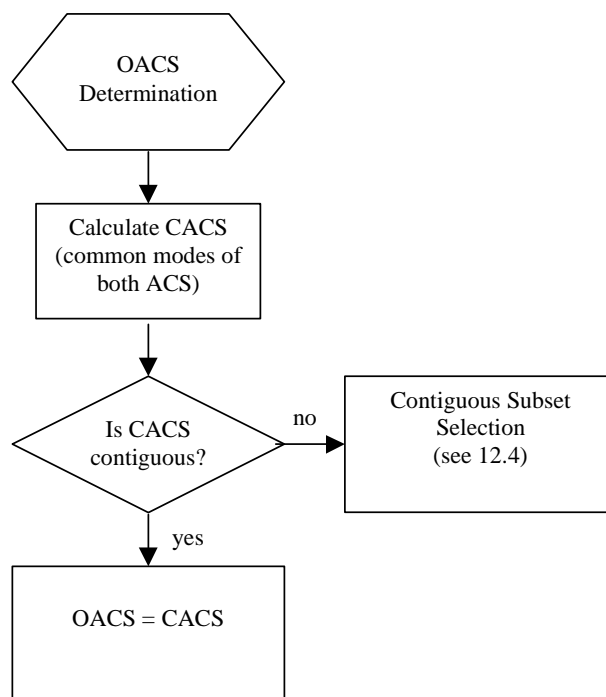 OACS
Determination
Calculate CACS
(common modes of
both ACS)
Is CACS
contiguous?
no
Contiguous Subset
Selection
(see 12.4)
yes
OACS = CACS